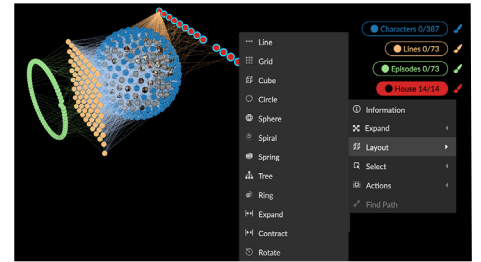 Characters 0/387
Lines 0/73
Episodes 0/73
House 14/14
Information
Expand
Layout
Select
Actions
Find Path
Line
Grid
Cube
Circle
Sphere
Spiral
Spring
Tree
Ring
Expand
Contract
Rotate